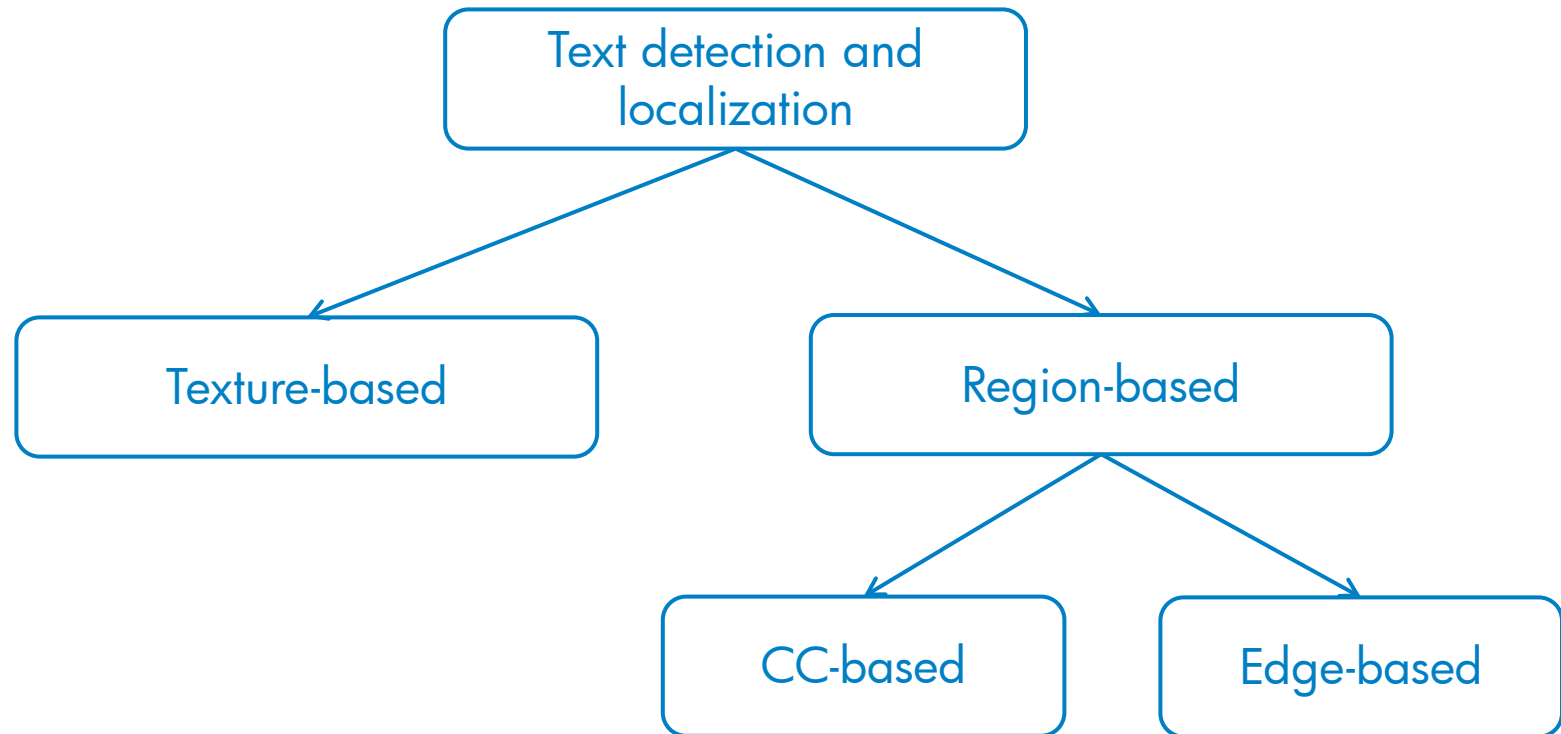 Text detection and
localization
Texture-based
Region-based
CC-based
Edge-based